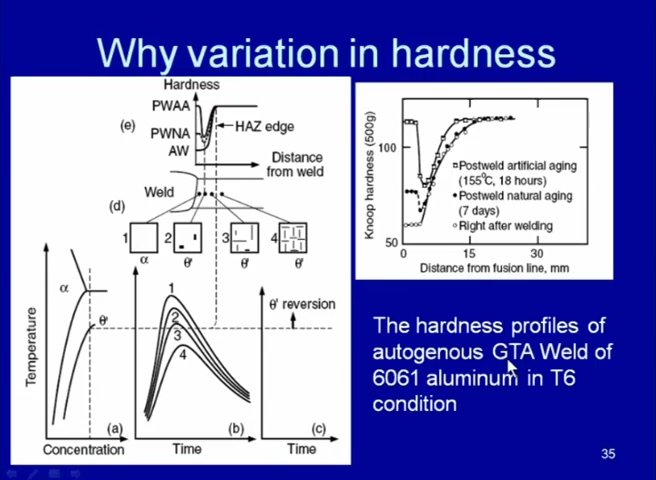 Why variation in hardness
Hardness
PWAA
(e)
HAZ edge
PWNA
AW
Distance
from weld
Weld
(d)
1
2
3
4
α
θ'
θ'
θ'
α
θ'
Temperature
(a)
Concentration
1
2
3
4
(b)
Time
θ' reversion
(c)
Time
Knoop hardness (500g)
100
50
Postweld artificial aging
(155°C, 18 hours)
Postweld natural aging
(7 days)
Right after welding
0
15
30
Distance from fusion line, mm
The hardness profiles of
autogenous GTA Weld of
6061 aluminum in T6
condition
35